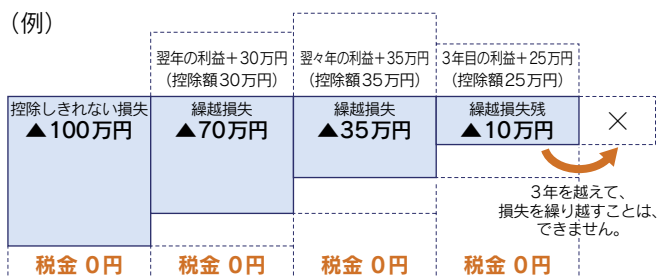 (例)
翌年の利益+30万円
(控除額30万円)
翌々年の利益+35万円
(控除額35万円)
3年目の利益+25万円
(控除額25万円)
控除しきれない損失
▲100万円
繰越損失
▲70万円
繰越損失
▲35万円
繰越損失残
▲10万円
×
3年を越えて、
損失を繰り越すことは、
できません。
税金 0円
税金 0円
税金 0円
税金 0円